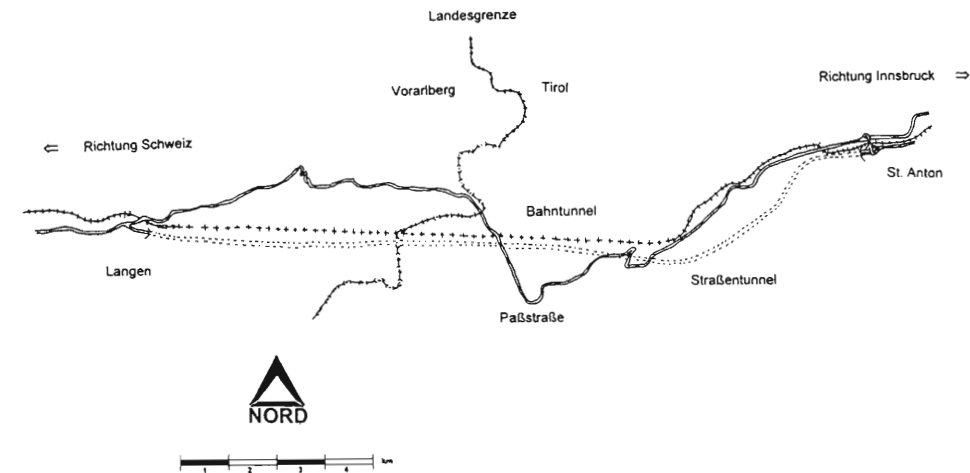 Landesgrenze
Vorarlberg
Tirol
Richtung Innsbruck ⇒
⇐ Richtung Schweiz
St. Anton
Bahntunnel
Langen
Straßentunnel
Paßstraße
NORD
1 2 3 4 km